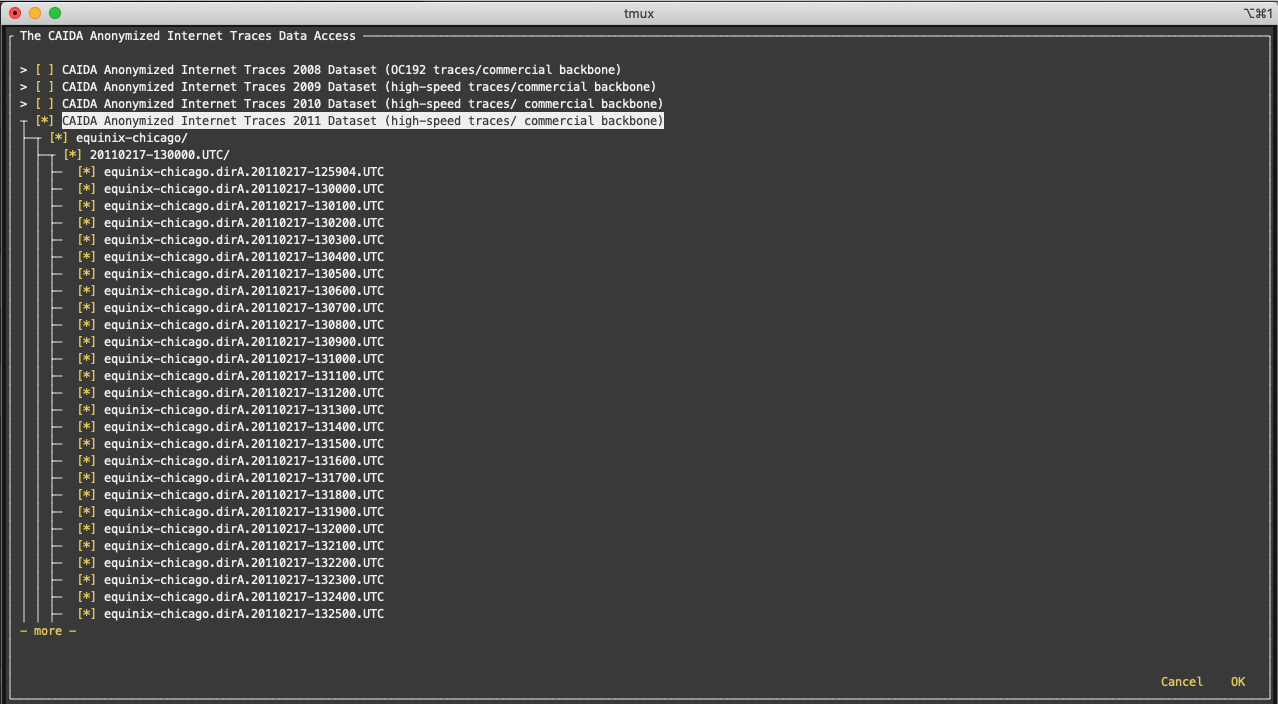 tmux
⌥⌘1
The CAIDA Anonymized Internet Traces Data Access
> [ ] CAIDA Anonymized Internet Traces 2008 Dataset (OC192 traces/commercial backbone)
> [ ] CAIDA Anonymized Internet Traces 2009 Dataset (high-speed traces/commercial backbone)
> [ ] CAIDA Anonymized Internet Traces 2010 Dataset (high-speed traces/ commercial backbone)
[*] CAIDA Anonymized Internet Traces 2011 Dataset (high-speed traces/ commercial backbone)
[*] equinix-chicago/
[*] 20110217-130000.UTC/
[*] equinix-chicago.dirA.20110217-125904.UTC
[*] equinix-chicago.dirA.20110217-130000.UTC
[*] equinix-chicago.dirA.20110217-130100.UTC
[*] equinix-chicago.dirA.20110217-130200.UTC
[*] equinix-chicago.dirA.20110217-130300.UTC
[*] equinix-chicago.dirA.20110217-130400.UTC
[*] equinix-chicago.dirA.20110217-130500.UTC
[*] equinix-chicago.dirA.20110217-130600.UTC
[*] equinix-chicago.dirA.20110217-130700.UTC
[*] equinix-chicago.dirA.20110217-130800.UTC
[*] equinix-chicago.dirA.20110217-130900.UTC
[*] equinix-chicago.dirA.20110217-131000.UTC
[*] equinix-chicago.dirA.20110217-131100.UTC
[*] equinix-chicago.dirA.20110217-131200.UTC
[*] equinix-chicago.dirA.20110217-131300.UTC
[*] equinix-chicago.dirA.20110217-131400.UTC
[*] equinix-chicago.dirA.20110217-131500.UTC
[*] equinix-chicago.dirA.20110217-131600.UTC
[*] equinix-chicago.dirA.20110217-131700.UTC
[*] equinix-chicago.dirA.20110217-131800.UTC
[*] equinix-chicago.dirA.20110217-131900.UTC
[*] equinix-chicago.dirA.20110217-132000.UTC
[*] equinix-chicago.dirA.20110217-132100.UTC
[*] equinix-chicago.dirA.20110217-132200.UTC
[*] equinix-chicago.dirA.20110217-132300.UTC
[*] equinix-chicago.dirA.20110217-132400.UTC
[*] equinix-chicago.dirA.20110217-132500.UTC
- more -
Cancel OK